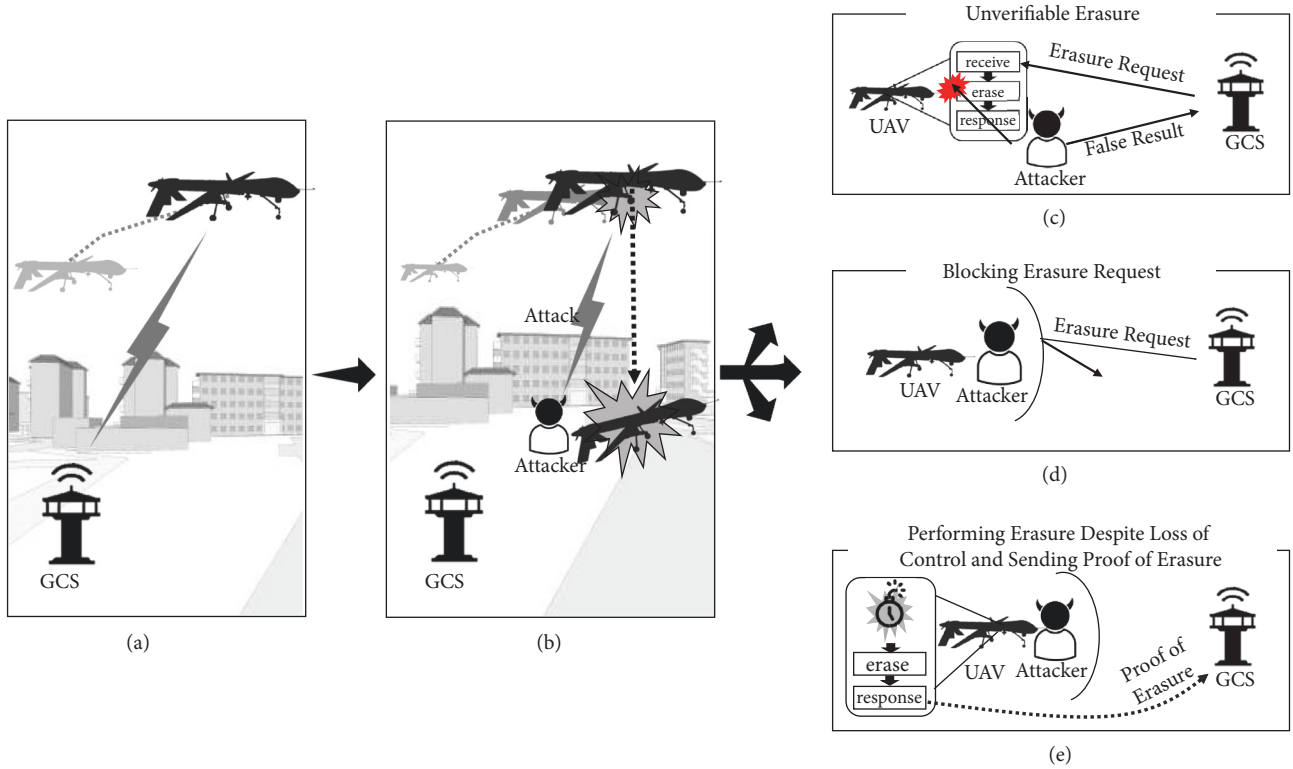 GCS
(a)
Attack
Attacker
GCS
(b)
Unverifiable Erasure
receive
erase
response
UAV
Erasure Request
False Result
Attacker
GCS
(c)
Blocking Erasure Request
Erasure Request
UAV
Attacker
GCS
(d)
Performing Erasure Despite Loss of
Control and Sending Proof of Erasure
erase
response
UAV
Attacker
Proof of
Erasure
GCS
(e)